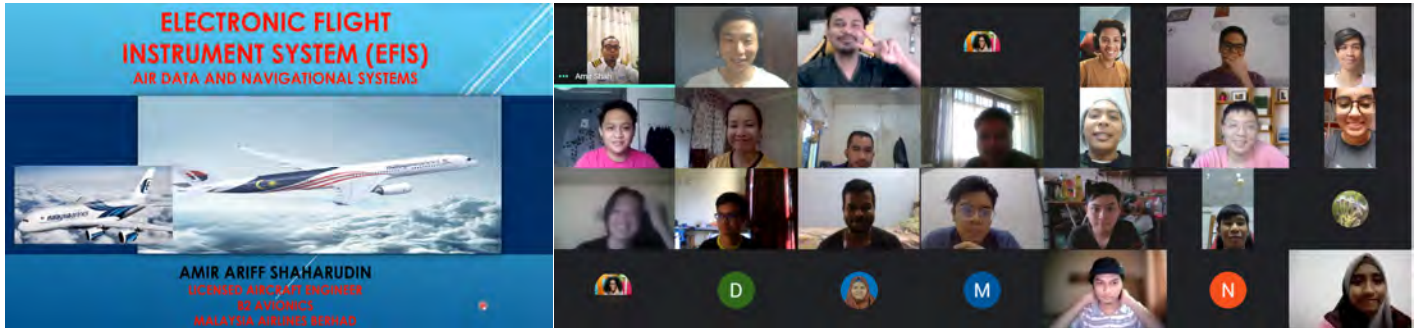 ELECTRONIC FLIGHT
INSTRUMENT SYSTEM (EFIS)
AIR DATA AND NAVIGATIONAL SYSTEMS
malaysia
AMIR ARIFF SHAHARUDIN
LICENSED AIRCRAFT ENGINEER
B2 AVIONICS
MALAYSIA AIRLINES BERHAD
Amir Shah
D
M
N